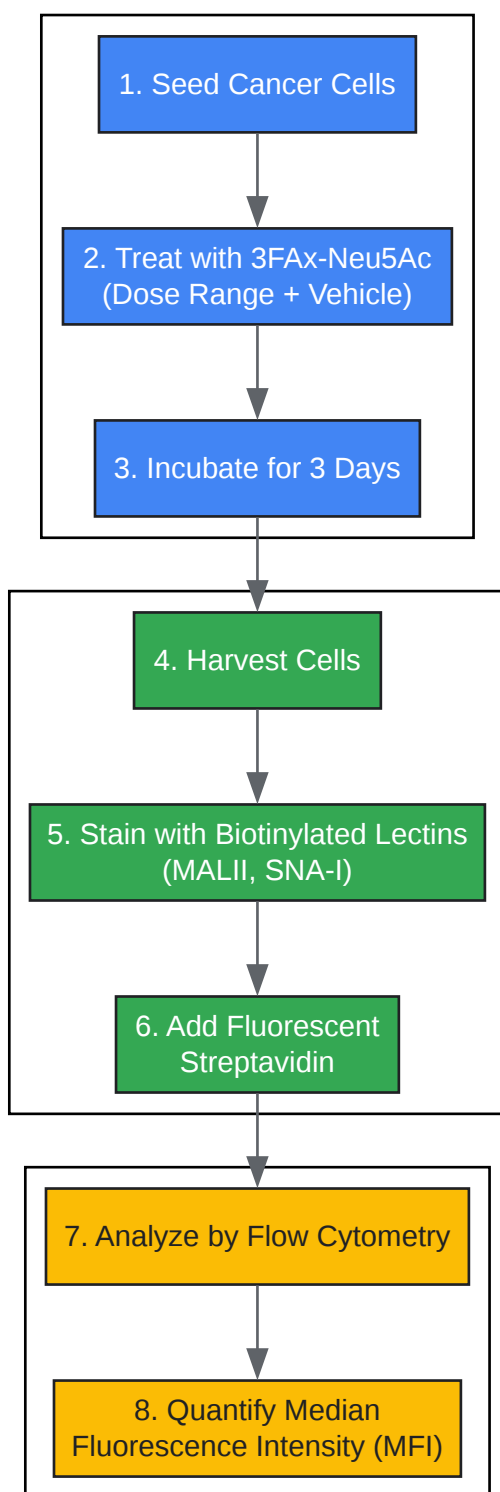 1. Seed Cancer Cells
2. Treat with 3FAx-Neu5Ac
(Dose Range + Vehicle)
3. Incubate for 3 Days
4. Harvest Cells
5. Stain with Biotinylated Lectins
(MALII, SNA-I)
6. Add Fluorescent
Streptavidin
7. Analyze by Flow Cytometry
8. Quantify Median
Fluorescence Intensity (MFI)